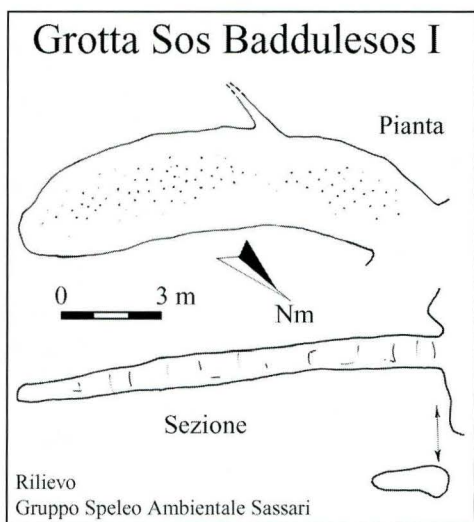 Grotta Sos Baddulesos I
Pianta
0 3 m
Nm
Sezione
Rilievo
Gruppo Speleo Ambientale Sassari